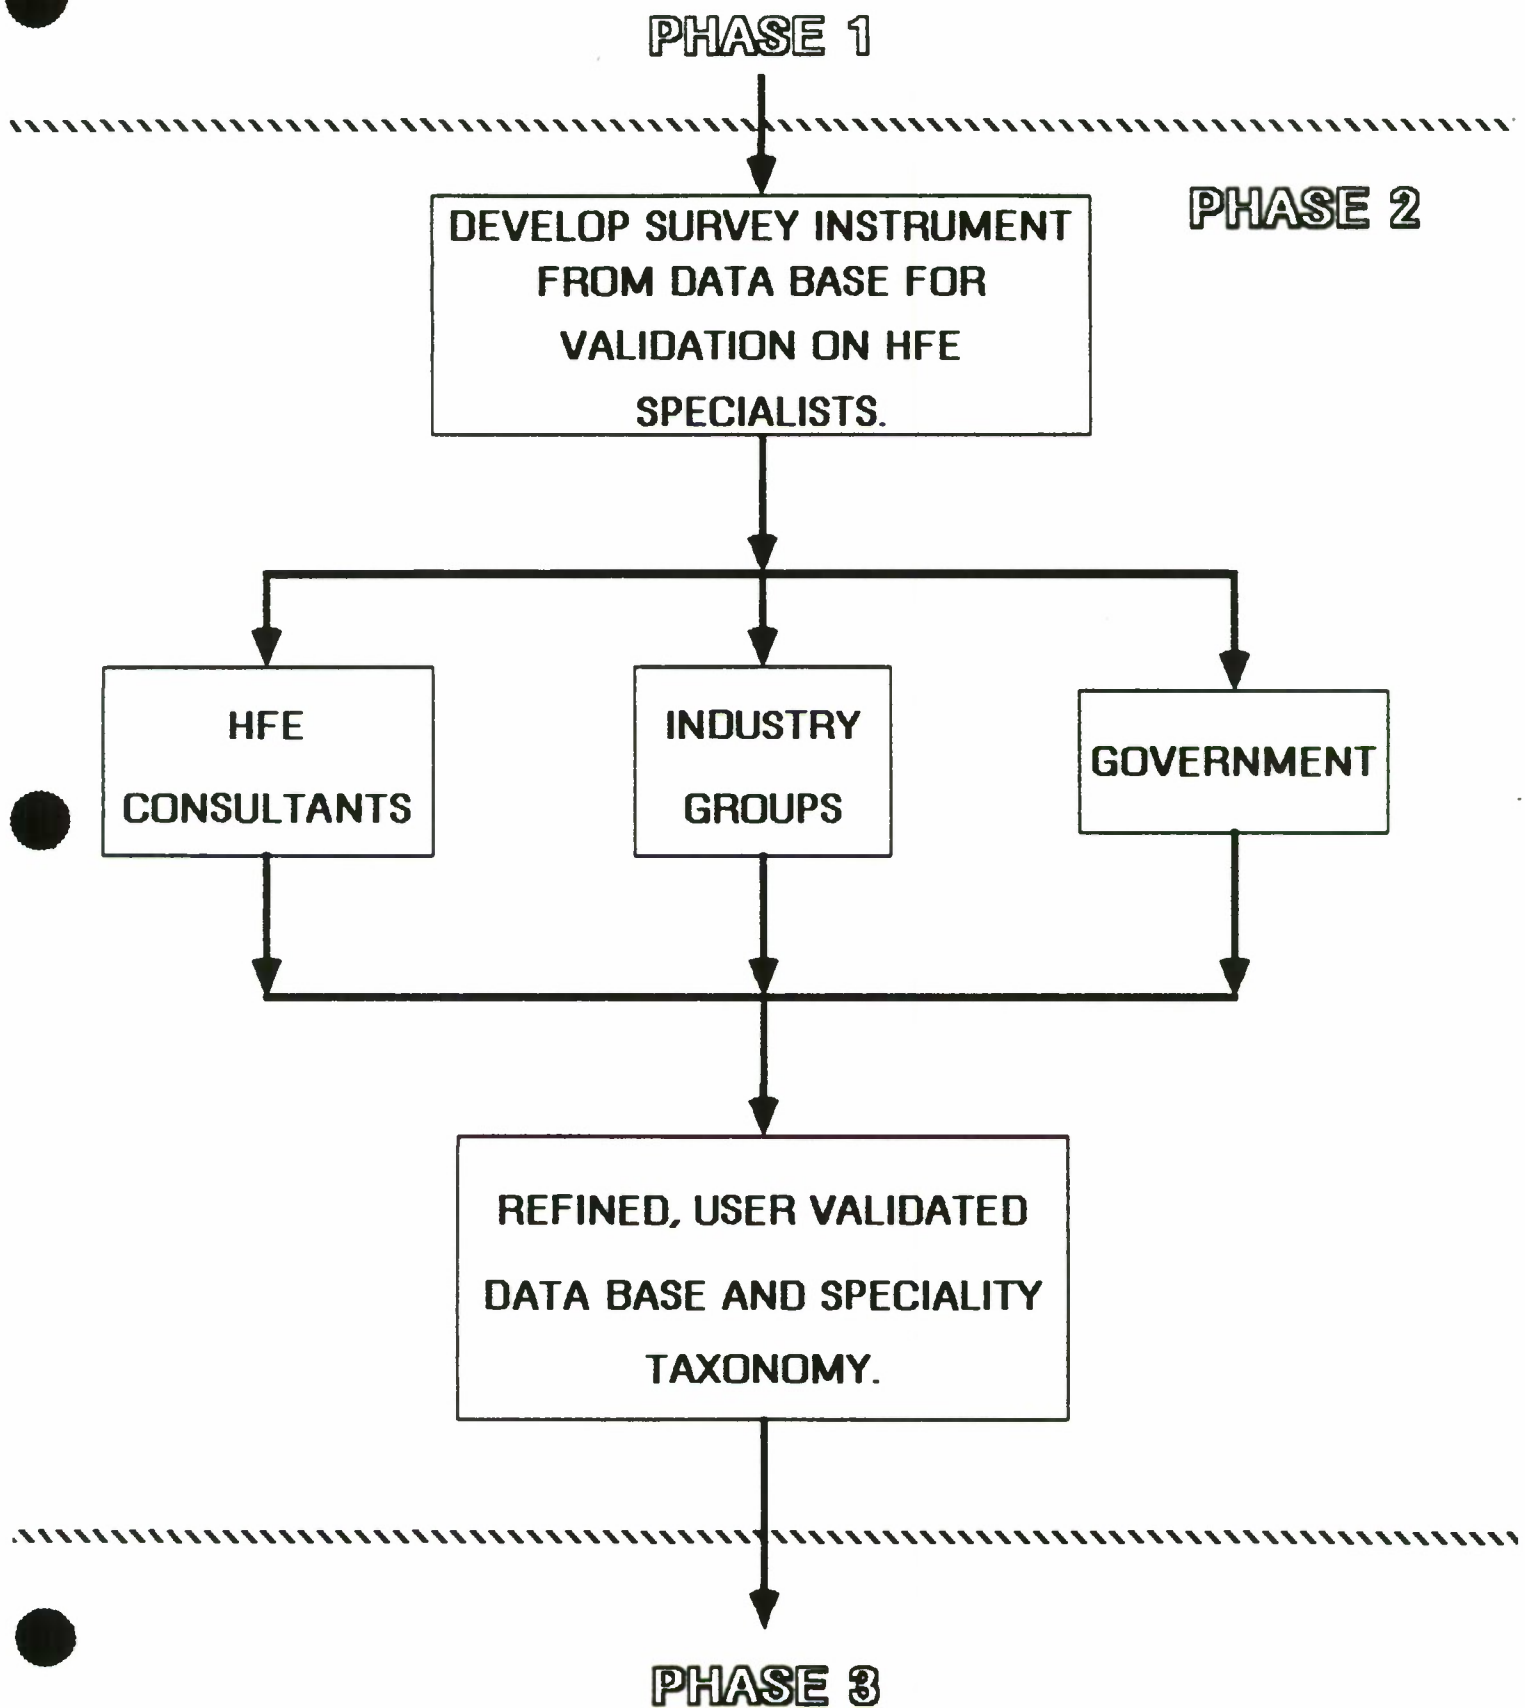 PHASE 1
PHASE 2
DEVELOP SURVEY INSTRUMENT
FROM DATA BASE FOR
VALIDATION ON HFE
SPECIALISTS.
HFE
CONSULTANTS
INDUSTRY
GROUPS
GOVERNMENT
REFINED, USER VALIDATED
DATA BASE AND SPECIALITY
TAXONOMY.
PHASE 3